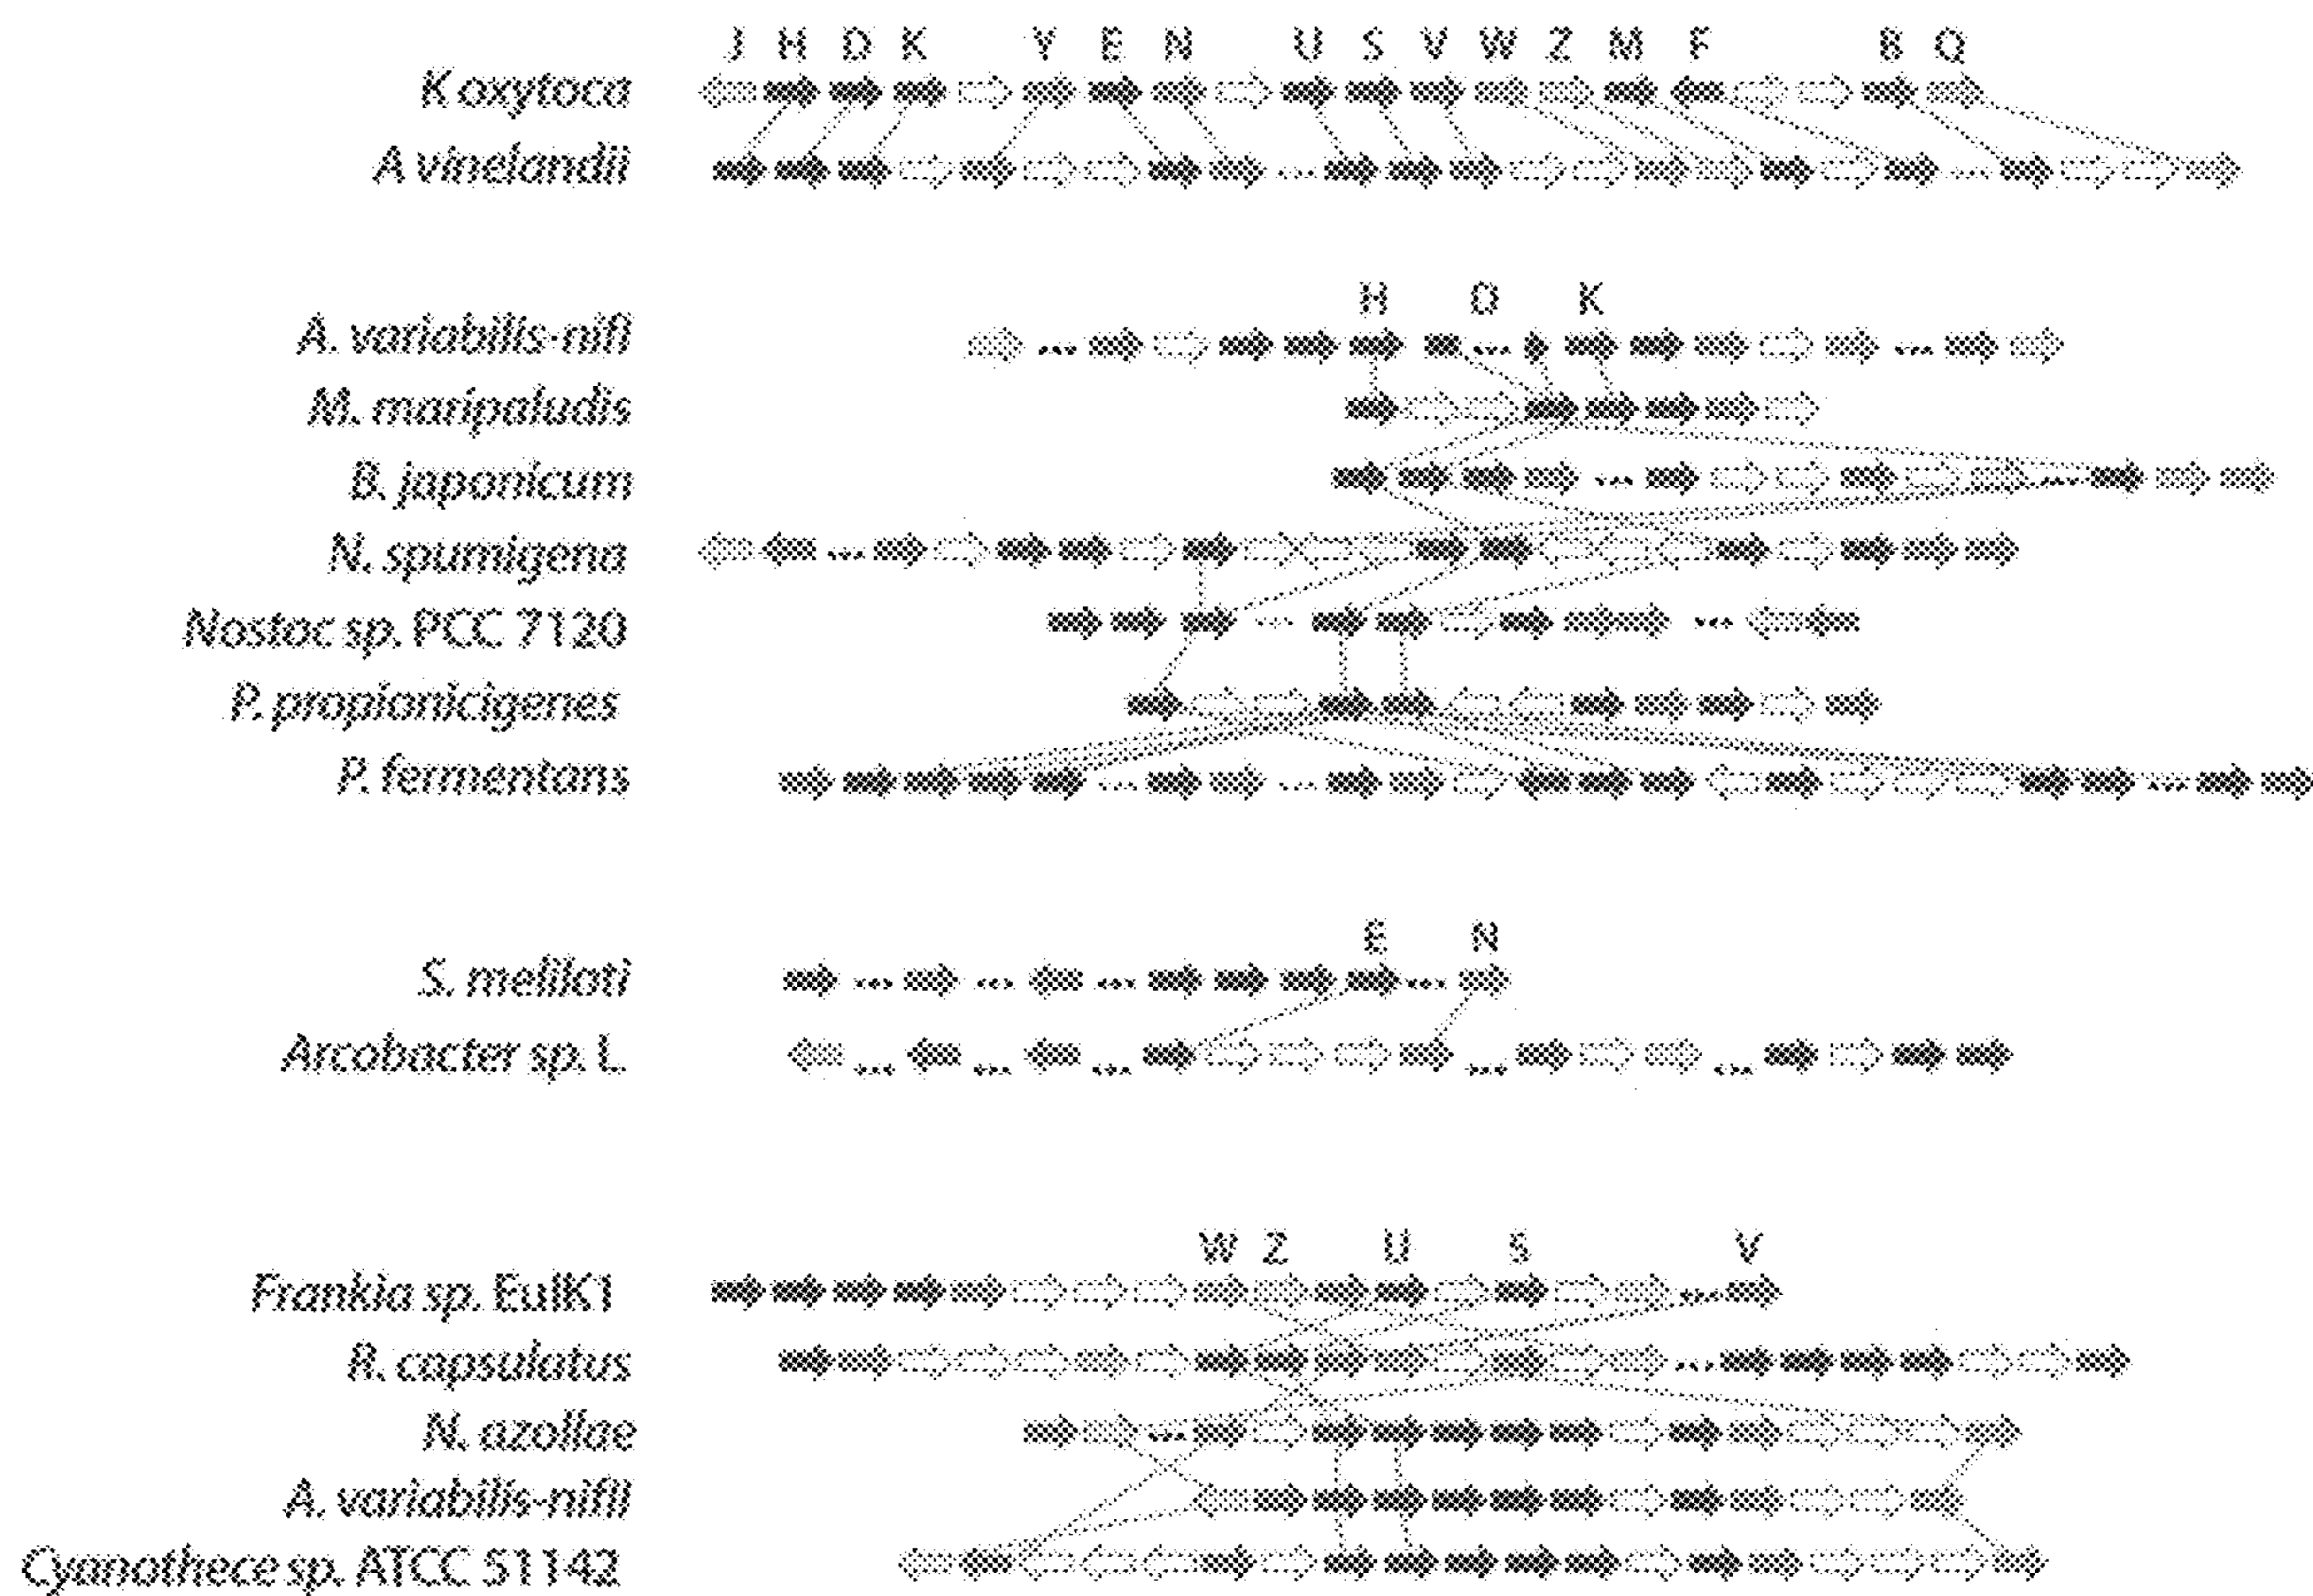 J H D K Y E N U S V W Z M F B Q
K oxytoca
A vinelandii
H D K
A. variabilis-nifI
M. maripaludis
B. japonicum
N. spumigena
Nostoc sp. PCC 7120
P. propionicigenes
P. fermentans
E N
S. meliloti
Arcobacter sp. L
W Z U S V
Frankia sp. EuIK1
R. capsulatus
N. azollae
A. variabilis-nifII
Cyanothece sp. ATCC 51142